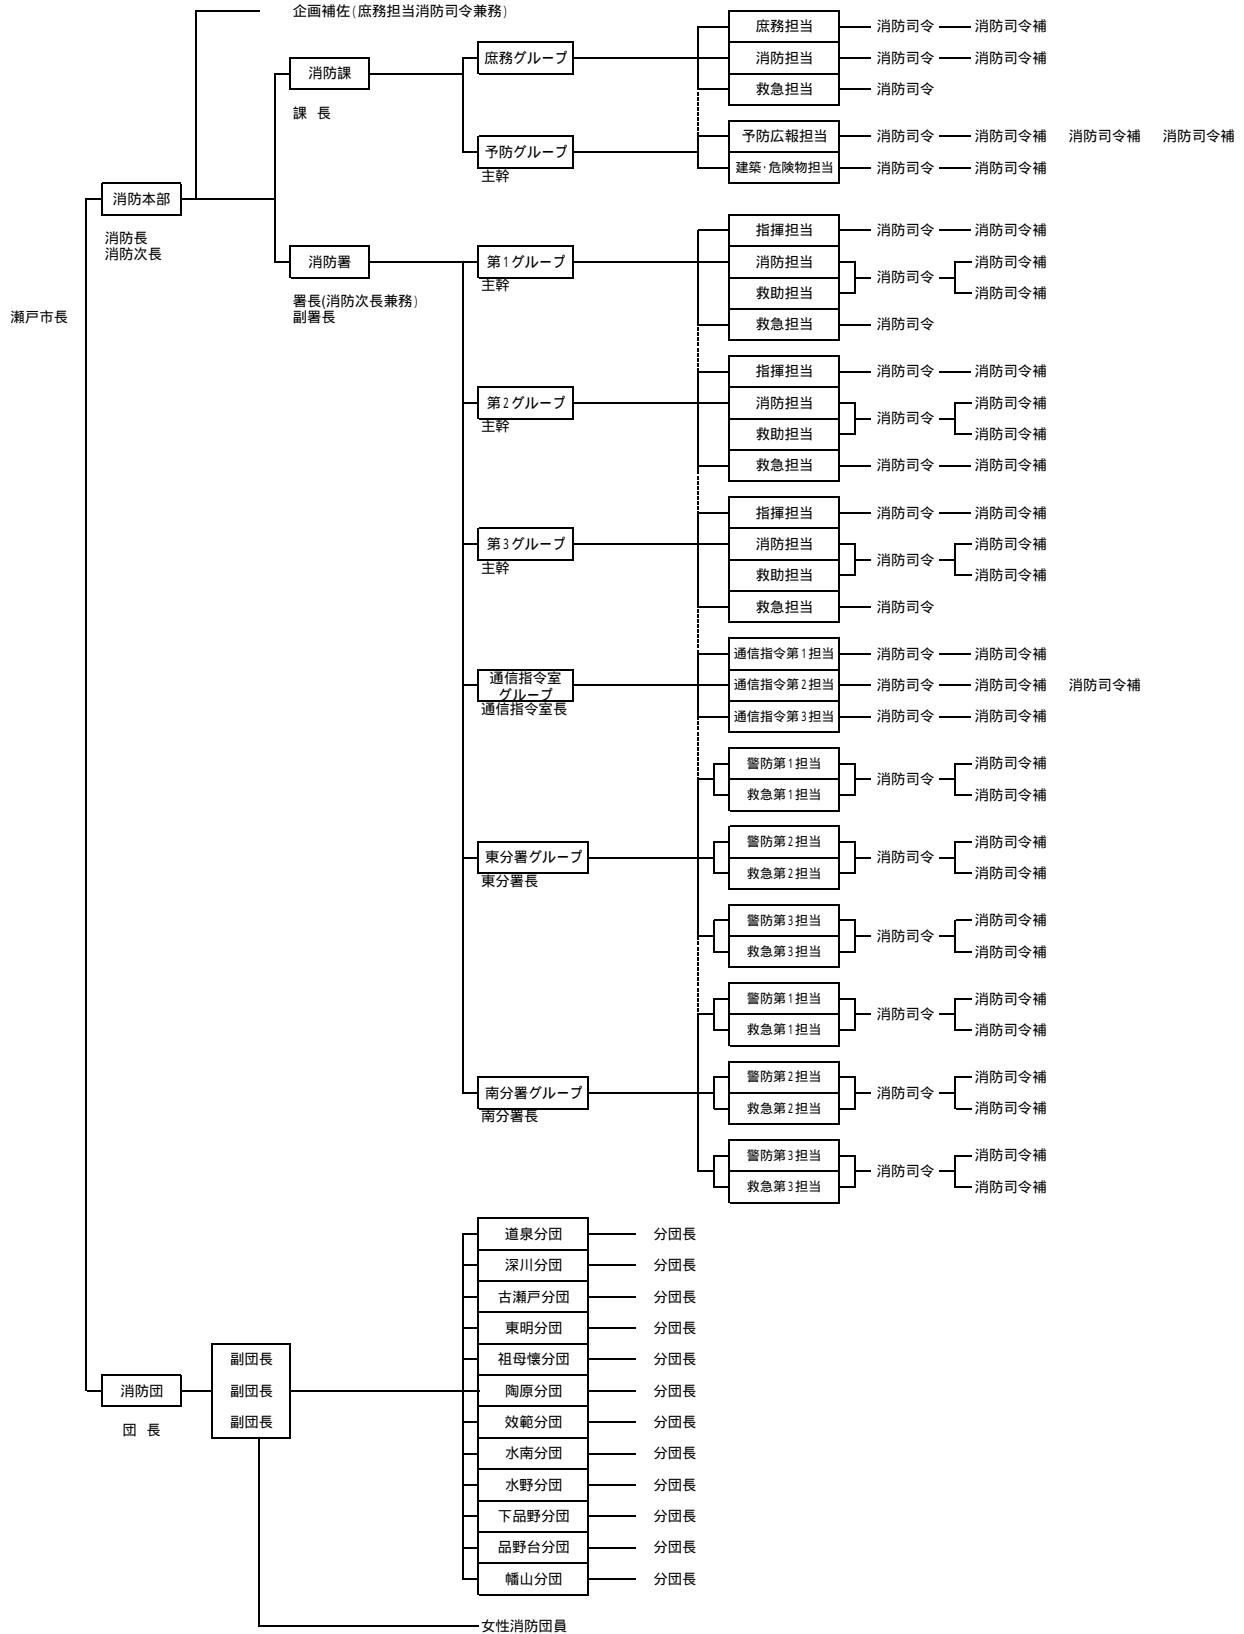 企画補佐(庶務担当消防司令兼務)
庶務担当 消防司令 消防司令補
消防課 庶務グループ 消防担当 消防司令 消防司令補
救急担当 消防司令
課 長
予防広報担当 消防司令 消防司令補 消防司令補 消防司令補
予防グループ
主幹
建築・危険物担当 消防司令 消防司令補
消防本部
消防長
消防次長
指揮担当 消防司令 消防司令補
消防署 第1グループ 消防担当 消防司令補
主幹
消防司令
救助担当 消防司令補
署長(消防次長兼務)
副署長
瀬戸市長
救急担当 消防司令
指揮担当 消防司令 消防司令補
第2グループ 消防担当 消防司令補
主幹
消防司令
救助担当 消防司令補
救急担当 消防司令 消防司令補
指揮担当 消防司令 消防司令補
第3グループ 消防担当 消防司令補
主幹
消防司令
救助担当 消防司令補
救急担当 消防司令
通信指令第1担当 消防司令 消防司令補
通信指令室
グループ
通信指令室長
通信指令第2担当 消防司令 消防司令補 消防司令補
通信指令第3担当 消防司令 消防司令補
警防第1担当 消防司令補
消防司令
救急第1担当 消防司令補
警防第2担当 消防司令補
東分署グループ 消防司令
東分署長
救急第2担当 消防司令補
警防第3担当 消防司令補
消防司令
救急第3担当 消防司令補
警防第1担当 消防司令補
消防司令
救急第1担当 消防司令補
警防第2担当 消防司令補
南分署グループ 消防司令
南分署長
救急第2担当 消防司令補
警防第3担当 消防司令補
消防司令
救急第3担当 消防司令補
道泉分団 分団長
深川分団 分団長
古瀬戸分団 分団長
東明分団 分団長
副団長 祖母懐分団 分団長
消防団 副団長 陶原分団 分団長
団 長
副団長 效範分団 分団長
水南分団 分団長
水野分団 分団長
下品野分団 分団長
品野台分団 分団長
幡山分団 分団長
女性消防団員